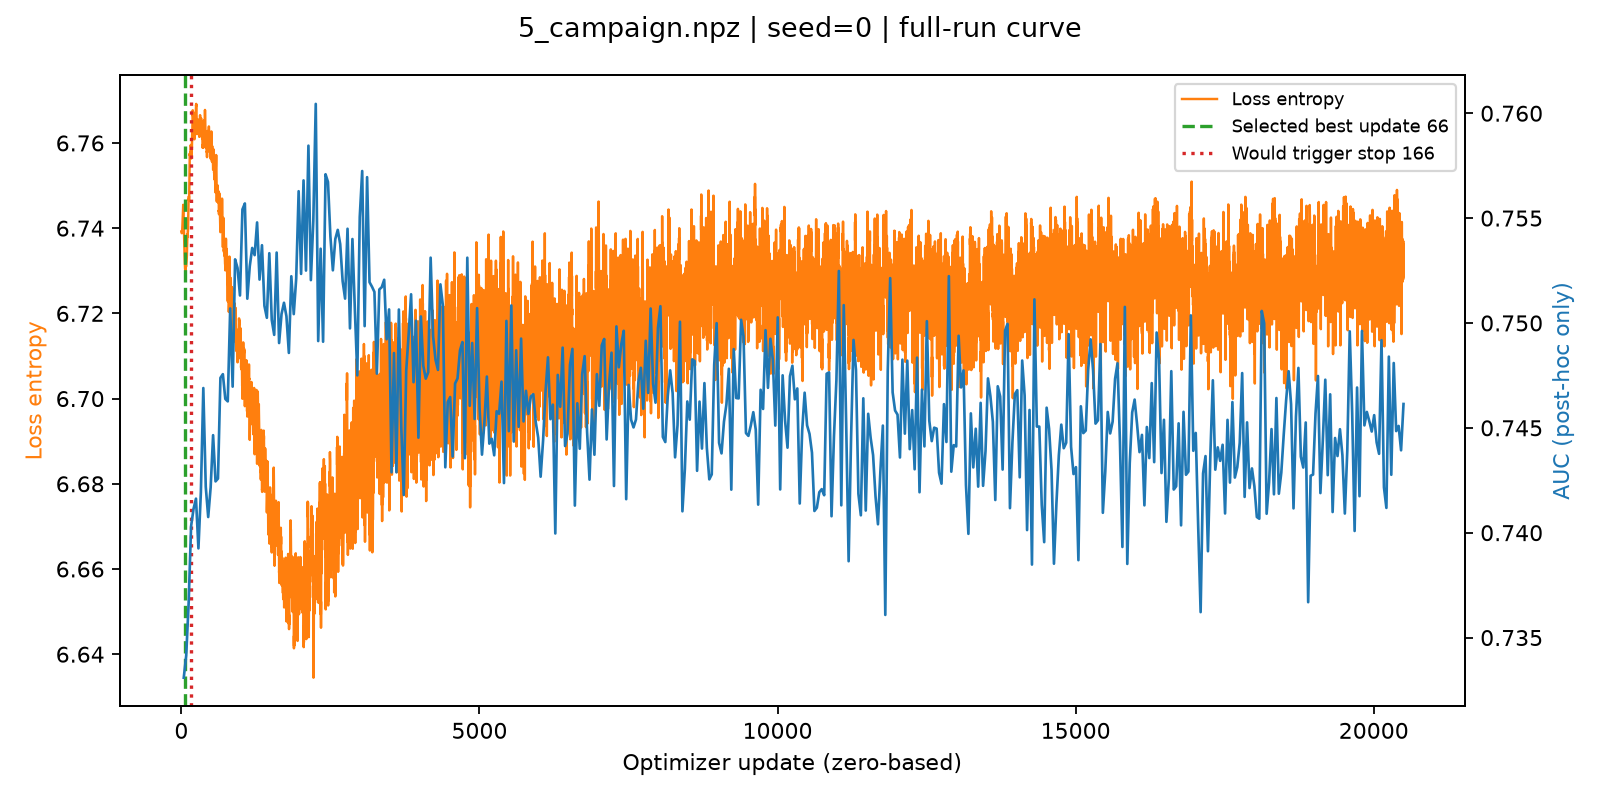 5_campaign.npz | seed=0 | full-run curve
Loss entropy
Selected best update 66
Would trigger stop 166
6.76
6.74
6.72
6.70
6.68
6.66
6.64
Loss entropy
0.760
0.755
0.750
0.745
0.740
0.735
AUC (post-hoc only)
0
5000
10000
15000
20000
Optimizer update (zero-based)